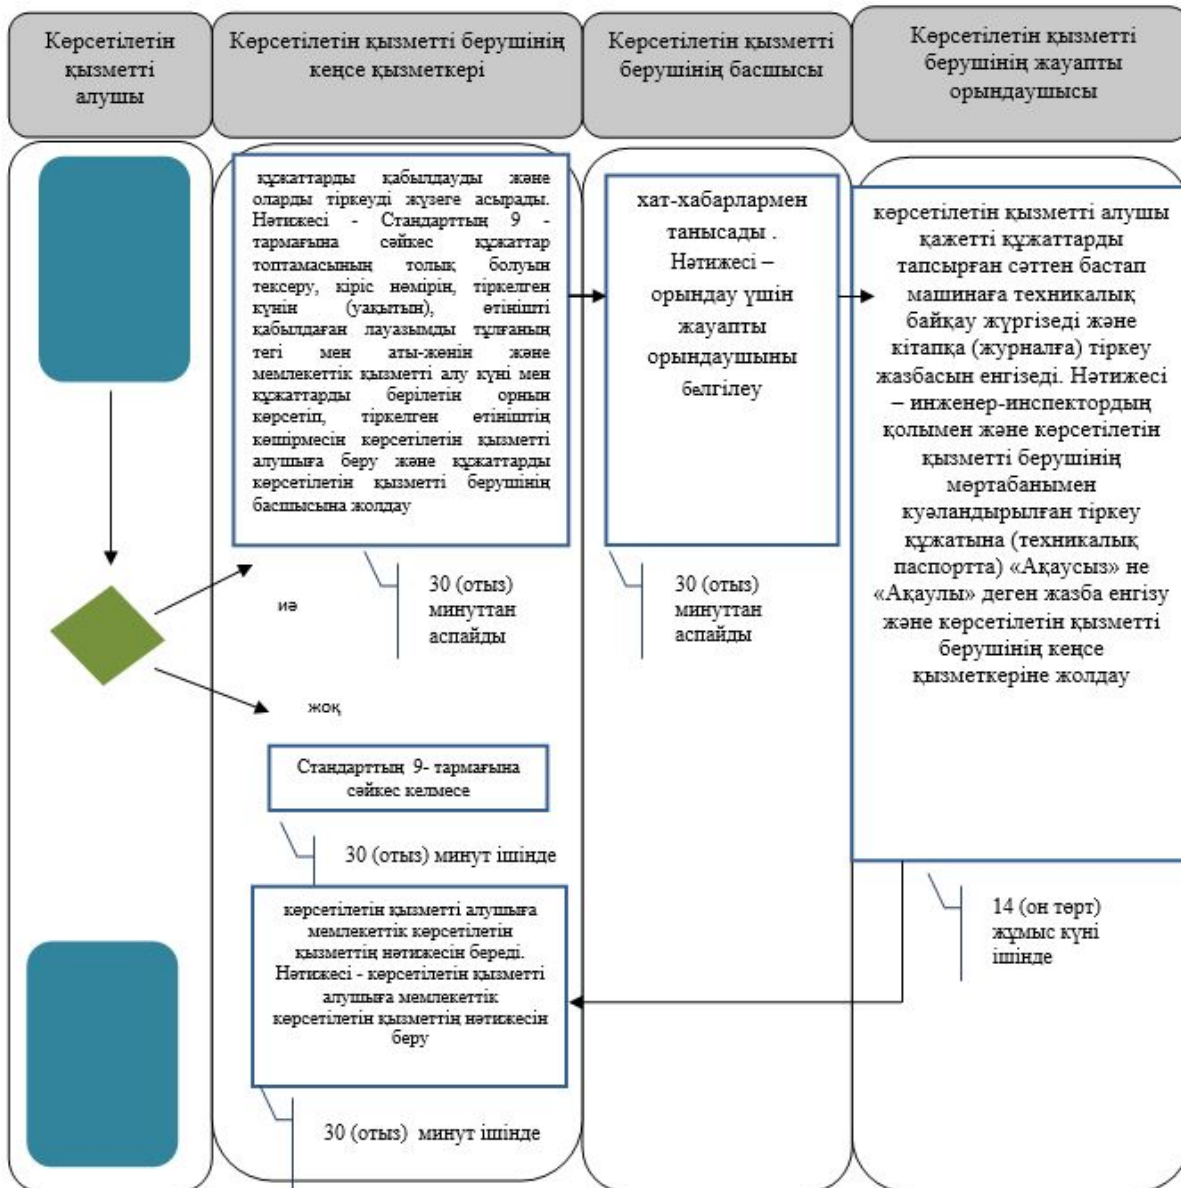 Көрсетілетін
қызметті
алушы
Көрсетілетін қызметті берушінің
кеңсе қызметкері
Көрсетілетін қызметті
берушінің басшысы
Көрсетілетін қызметті
берушінің жауапты
орындаушысы
құжаттарды қабылдауды және
оларды тіркеуді жүзеге асырады.
Нәтижесі - Стандарттың 9 -
тармағына сәйкес құжаттар
топтамасының толық болуын
тексеру, кіріс нөмірін, тіркелген
күнін (уақытын), өтінішті
қабылдаған лауазымды тұлғаның
тегі мен аты-жөнін және
мемлекеттік қызметті алу күні мен
құжаттарды берілетін орнын
көрсетіп, тіркелген өтініштің
көшірмесін көрсетілетін қызметті
алушыға беру және құжаттарды
көрсетілетін қызметті берушінің
басшысына жолдау
30 (отыз)
минуттан
аспайды
иә
жоқ
Стандарттың 9- тармағына
сәйкес келмесе
30 (отыз) минут ішінде
көрсетілетін қызметті алушыға
мемлекеттік көрсетілетін
қызметтің нәтижесін береді.
Нәтижесі - көрсетілетін қызметті
алушыға мемлекеттік
көрсетілетін қызметтің нәтижесін
беру
30 (отыз) минут ішінде
хат-хабарлармен
танысады .
Нәтижесі –
орындау үшін
жауапты
орындаушыны
белгілеу
30 (отыз)
минуттан
аспайды
көрсетілетін қызметті алушы
қажетті құжаттарды
тапсырған сәттен бастап
машинаға техникалық
байқау жүргізеді және
кітапқа (журналға) тіркеу
жазбасын енгізеді. Нәтижесі
– инженер-инспектордың
қолымен және көрсетілетін
қызметті берушінің
мөртабанымен
куәландырылған тіркеу
құжатына (техникалық
паспортта) «Ақаусыз» не
«Ақаулы» деген жазба енгізу
және көрсетілетін қызметті
берушінің кеңсе
қызметкеріне жолдау
14 (он төрт)
жұмыс күні
ішінде